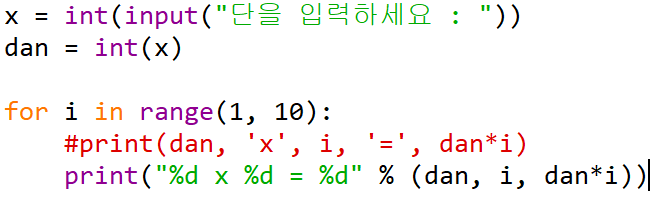 x = int(input("단을 입력하세요 : "))
dan = int(x)
for i in range(1, 10):
#print(dan, 'x', i, '=', dan*i)
print("%d x %d = %d" % (dan, i, dan*i))